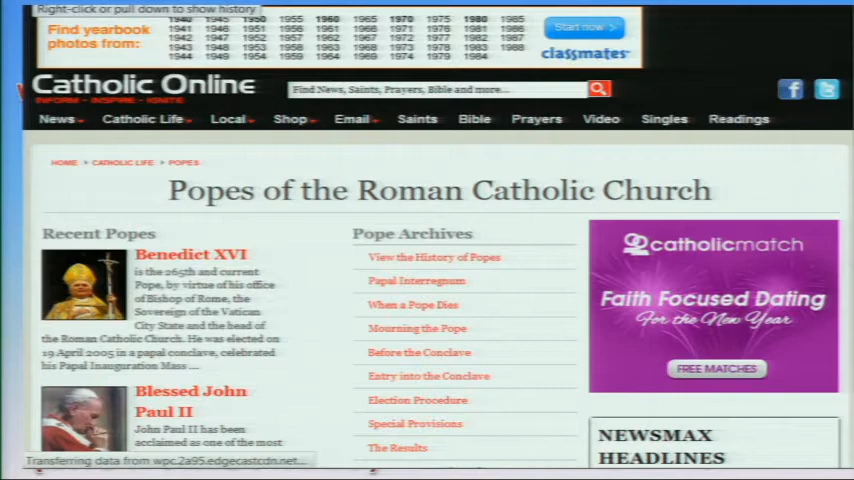 Right-click or pull down to show history
1940 1945 1950 1955 1960 1965 1970 1975 1980 1985
Find yearbook
photos from:
1941 1946 1951 1956 1961 1966 1971 1976 1981 1986
1942 1947 1952 1957 1962 1967 1972 1977 1982 1987
1943 1948 1953 1958 1963 1968 1973 1978 1983 1988
1944 1949 1954 1959 1964 1969 1974 1979 1984
Start now >
classmates
Catholic Online
INFORM - INSPIRE - IGNITE
Find News, Saints, Prayers, Bible and more...
News Catholic Life Local Shop Email Saints Bible Prayers Video Singles Readings
HOME > CATHOLIC LIFE > POPES
Popes of the Roman Catholic Church
Recent Popes
Benedict XVI
is the 265th and current
Pope, by virtue of his office
of Bishop of Rome, the
Sovereign of the Vatican
City State and the head of
the Roman Catholic Church. He was elected on
19 April 2005 in a papal conclave, celebrated
his Papal Inauguration Mass ...
Blessed John
Paul II
John Paul II has been
acclaimed as one of the most
Pope Archives
View the History of Popes
Papal Interregnum
When a Pope Dies
Mourning the Pope
Before the Conclave
Entry into the Conclave
Election Procedure
Special Provisions
The Results
catholicmatch
Faith Focused Dating
For the New Year
FREE MATCHES
NEWSMAX
HEADLINES
Transferring data from wpc.2a95.edgecastcdn.net...